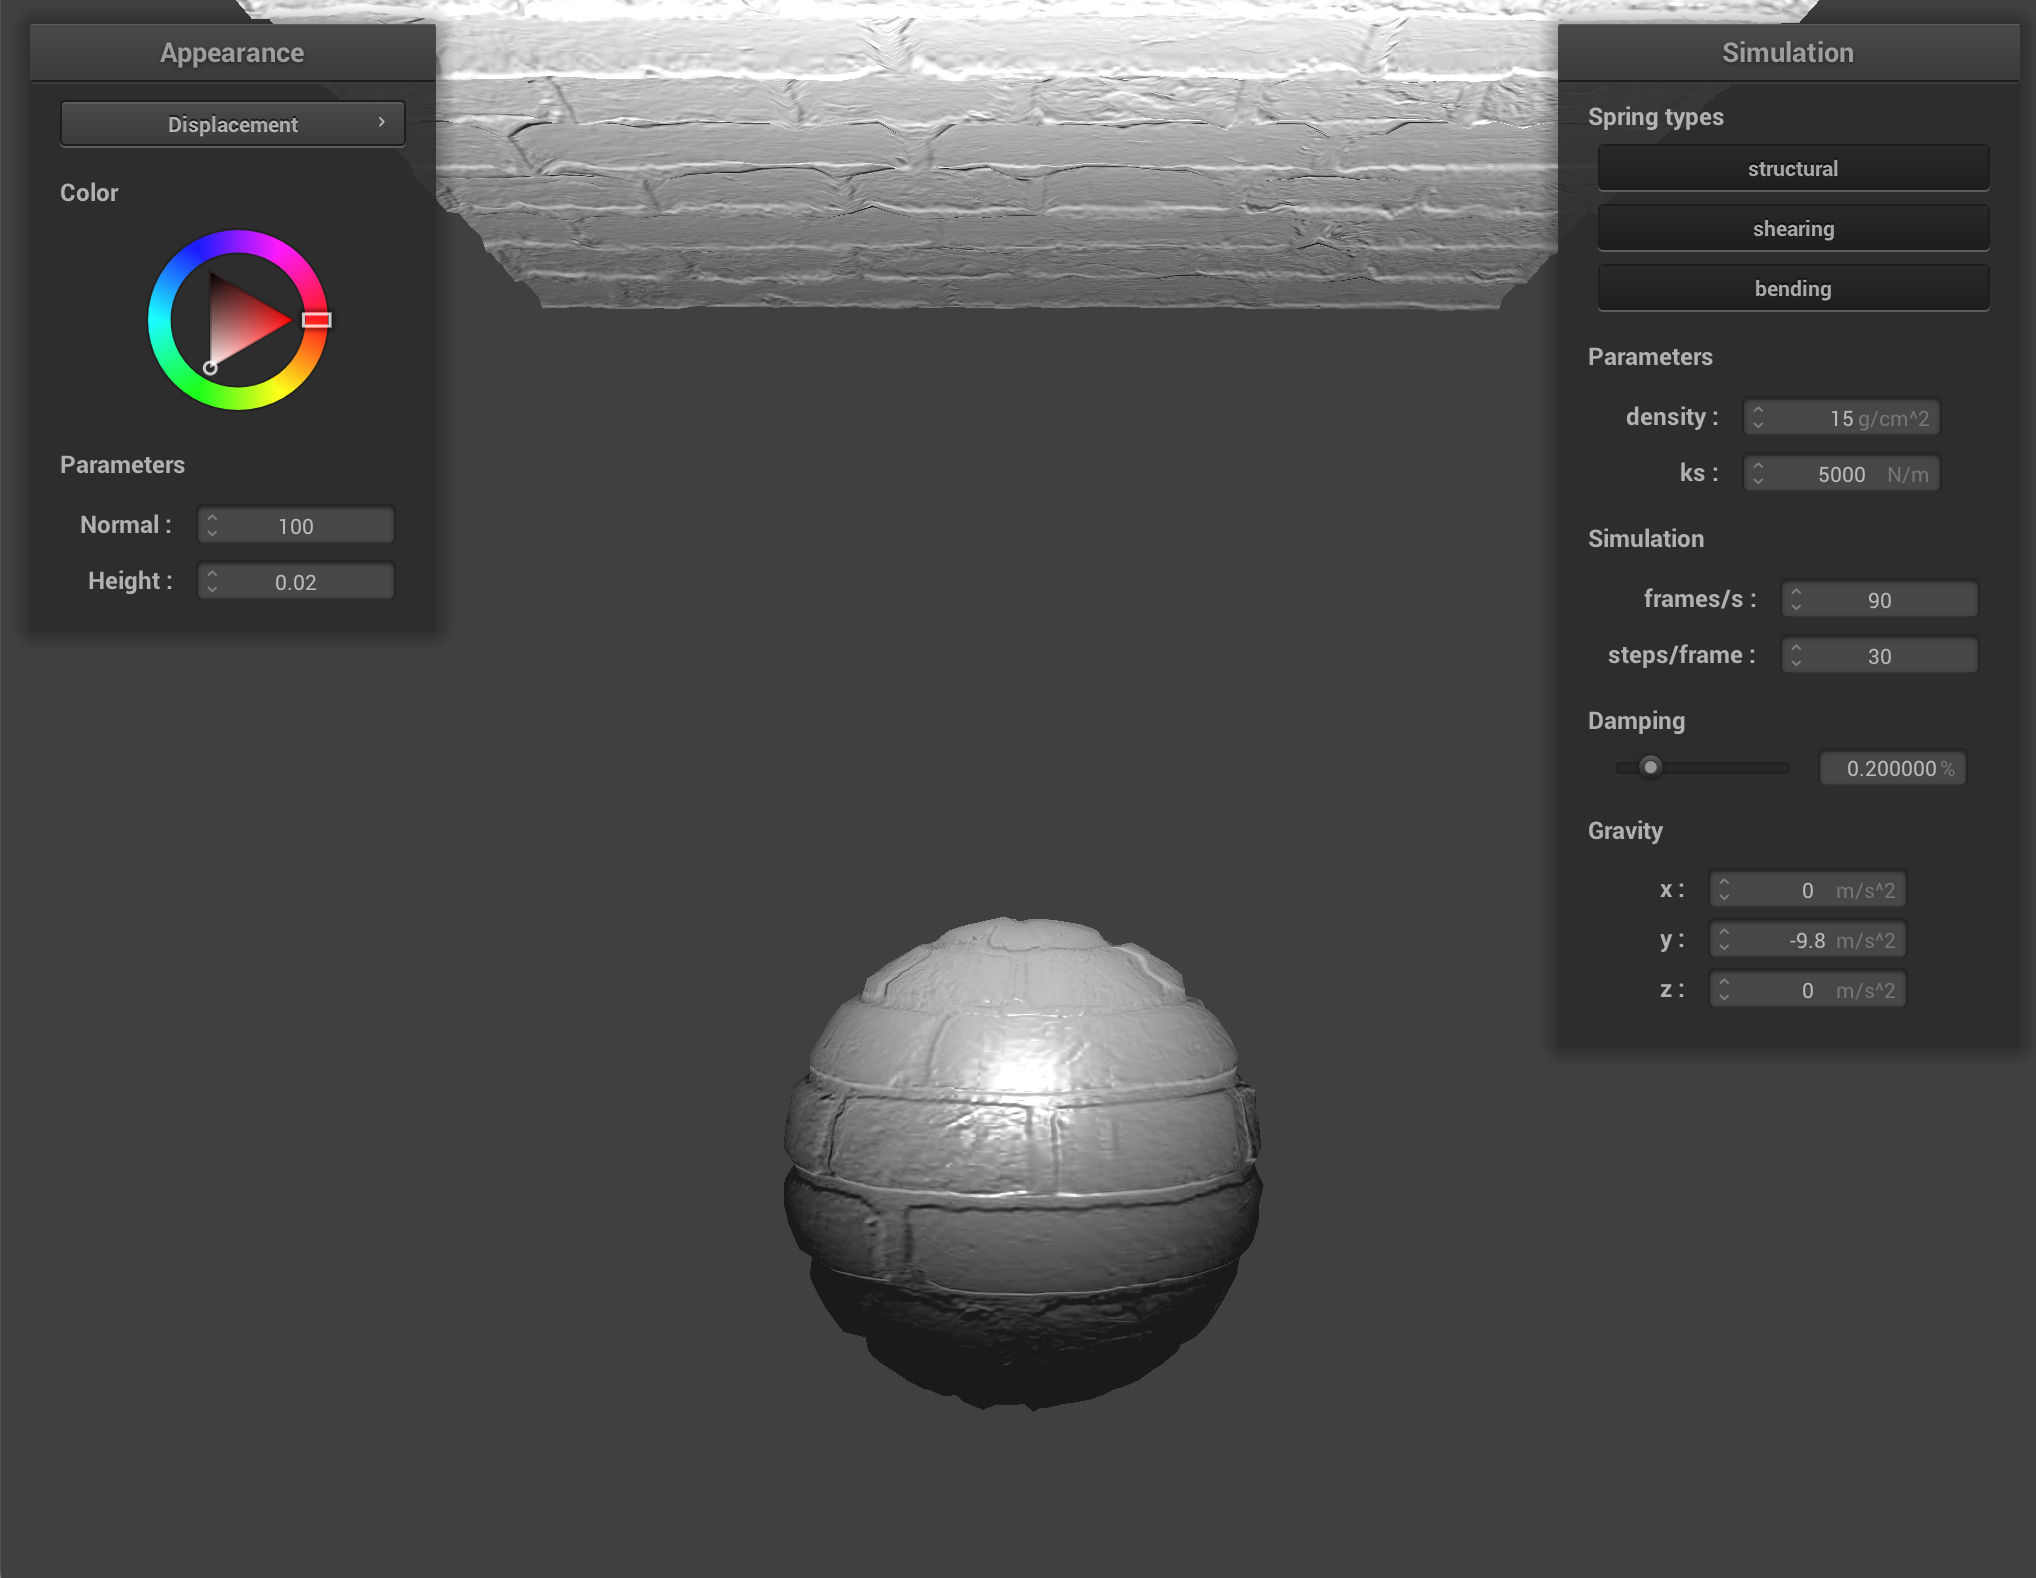 Appearance
Displacement ›
Color
Parameters
Normal : 100
Height : 0.02
Simulation
Spring types
structural
shearing
bending
Parameters
density : 15 g/cm^2
ks : 5000 N/m
Simulation
frames/s : 90
steps/frame : 30
Damping
0.200000 %
Gravity
x : 0 m/s^2
y : -9.8 m/s^2
z : 0 m/s^2